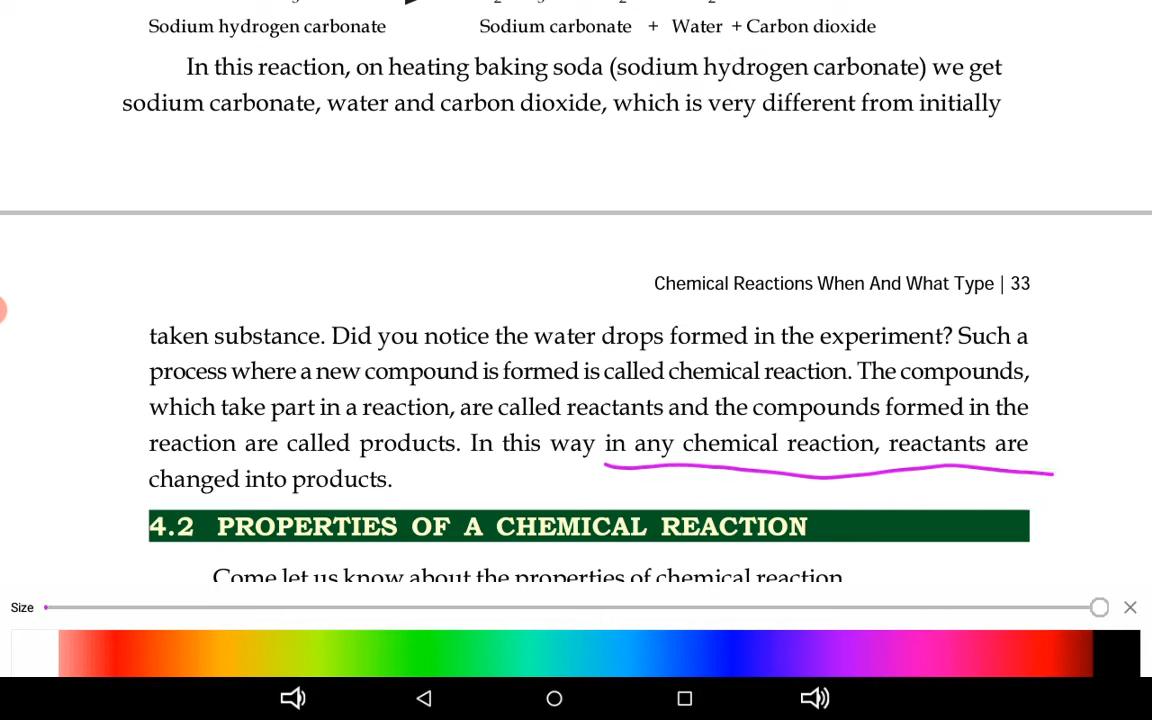 Sodium hydrogen carbonate Sodium carbonate + Water + Carbon dioxide
In this reaction, on heating baking soda (sodium hydrogen carbonate) we get
sodium carbonate, water and carbon dioxide, which is very different from initially
Chemical Reactions When And What Type | 33
taken substance. Did you notice the water drops formed in the experiment? Such a
process where a new compound is formed is called chemical reaction. The compounds,
which take part in a reaction, are called reactants and the compounds formed in the
reaction are called products. In this way in any chemical reaction, reactants are
changed into products.
4.2 PROPERTIES OF A CHEMICAL REACTION
Come let us know about the properties of chemical reaction
Size